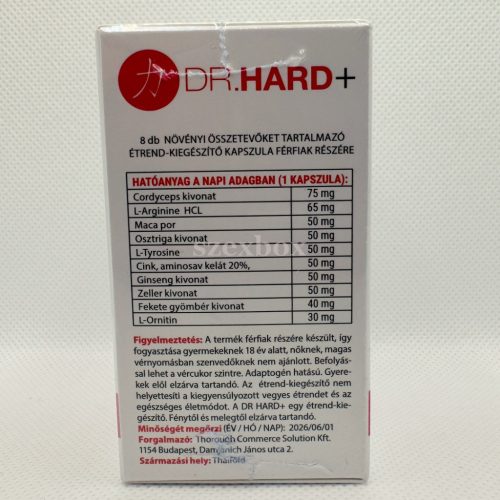 力 DR.HARD+
8 db NÖVÉNYI ÖSSZETEVŐKET TARTALMAZÓ
ÉTREND-KIEGÉSZÍTŐ KAPSZULA FÉRFIAK RÉSZÉRE
HATÓANYAG A NAPI ADAGBAN (1 KAPSZULA):
Cordyceps kivonat 75 mg
L-Arginine HCL 65 mg
Maca por 50 mg
Osztriga kivonat 50 mg
L-Tyrosine 50 mg
Cink, aminosav kelát 20%, 50 mg
Ginseng kivonat 50 mg
Zeller kivonat 50 mg
Fekete gyömbér kivonat 40 mg
L-Ornitin 30 mg
szexbox
Figyelmeztetés: A termék férfiak részére készült, így
fogyasztása gyermekeknek 18 év alatt, nőknek, magas
vérnyomásban szenvedőknek nem ajánlott. Befolyás-
sal lehet a vércukor szintre. Adaptogén hatású. Gyere-
kek elől elzárva tartandó. Az étrend-kiegészítő nem
helyettesíti a kiegyensúlyozott vegyes étrendet és az
egészséges életmódot. A DR HARD+ egy étrend-kie-
gészítő. Fénytől és melegtől elzárva tartandó.
Minőségét megőrzi (ÉV / HÓ / NAP): 2026/06/01
Forgalmazó: Thorough Commerce Solution Kft.
1154 Budapest, Damjanich János utca 2.
Származási hely: Thaiföld